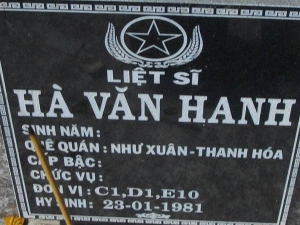 LIỆT SĨ
HÀ VĂN HANH
SINH NĂM :
QUÊ QUÁN : NHƯ XUÂN - THANH HÓA
CẤP BẬC :
CHỨC VỤ :
ĐƠN VỊ : C1,D1,E10
HY SINH : 23-01-1981